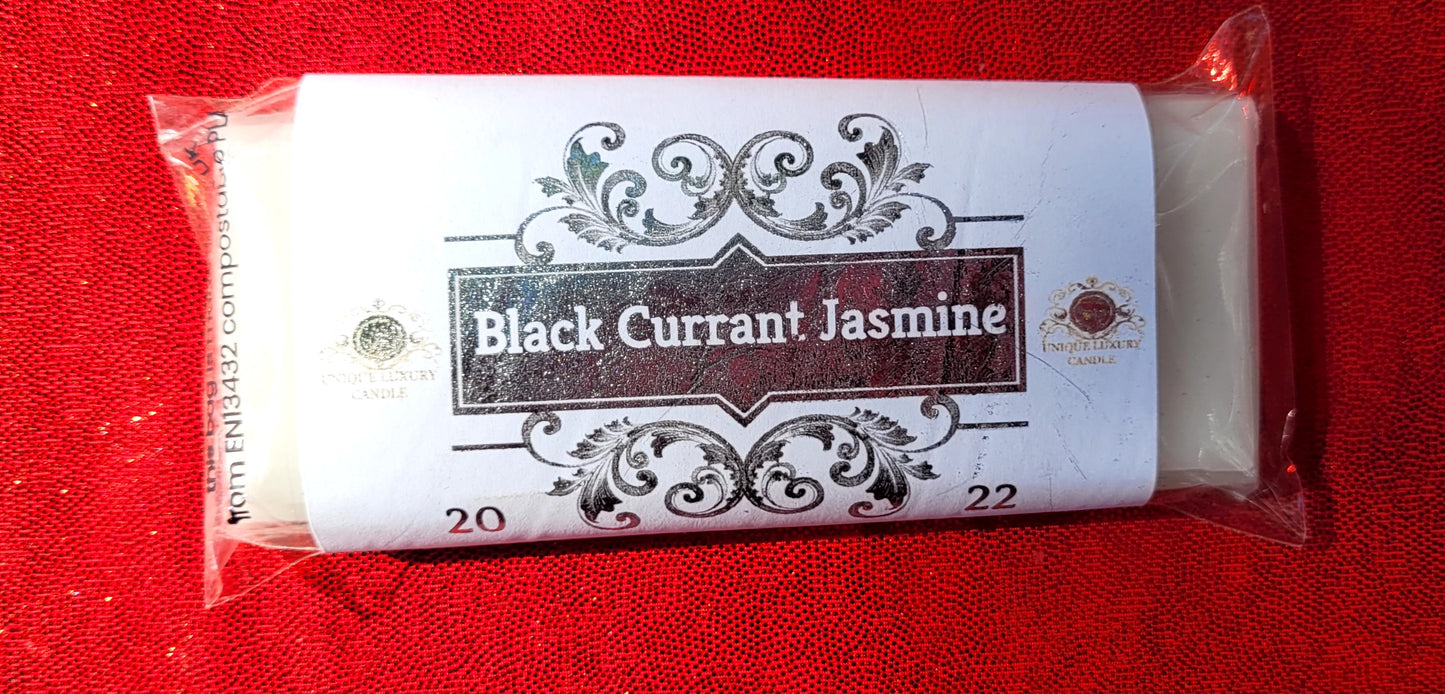 Black Currant Jasmine
UNIQUE LUXURY
CANDLE
UNIQUE LUXURY
CANDLE
20
22
from EN13432 compostable